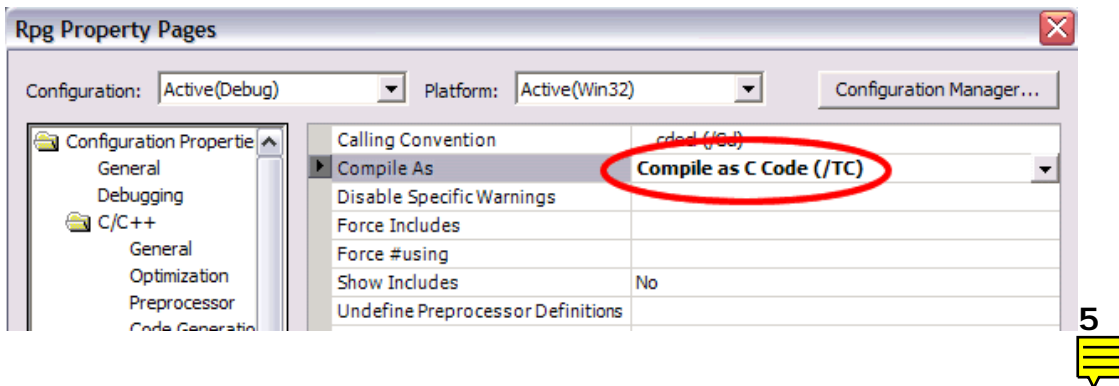 Rpg Property Pages
Configuration: Active(Debug) Platform: Active(Win32) Configuration Manager...
Configuration Propertie
General
Debugging
C/C++
General
Optimization
Preprocessor
Code Generatio
Calling Convention
Compile As Compile as C Code (/TC)
Disable Specific Warnings
Force Includes
Force #using
Show Includes No
Undefine Preprocessor Definitions
5